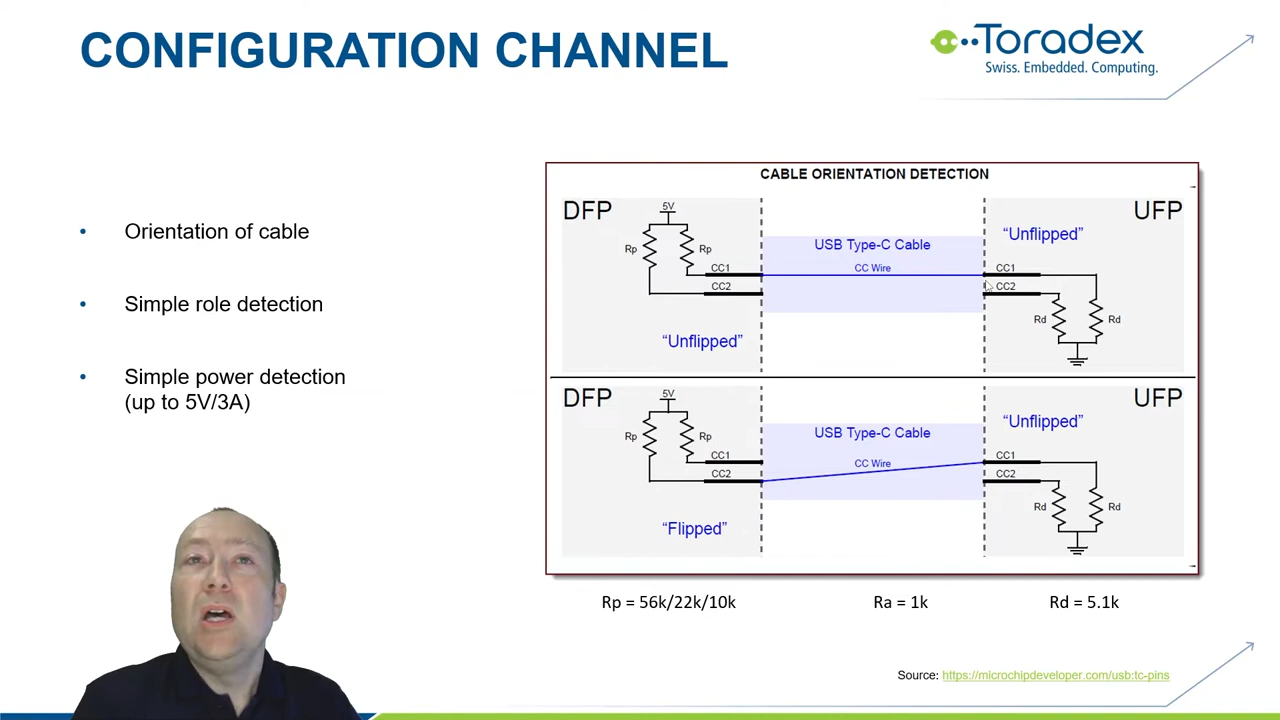 CONFIGURATION CHANNEL
Toradex
Swiss. Embedded. Computing.
• Orientation of cable
• Simple role detection
• Simple power detection
(up to 5V/3A)
CABLE ORIENTATION DETECTION
DFP
5V
Rp
Rp
CC1
CC2
"Unflipped"
USB Type-C Cable
CC Wire
UFP
"Unflipped"
CC1
CC2
Rd
Rd
DFP
5V
Rp
Rp
CC1
CC2
"Flipped"
USB Type-C Cable
CC Wire
UFP
"Unflipped"
CC1
CC2
Rd
Rd
Rp = 56k/22k/10k
Ra = 1k
Rd = 5.1k
Source: https://microchipdeveloper.com/usb:tc-pins